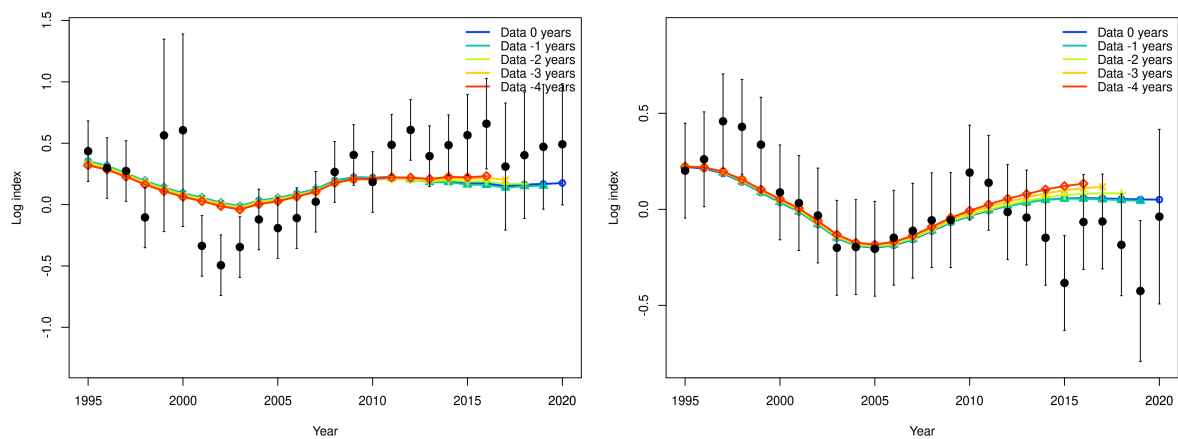 1.5
1.0
0.5
0.0
-0.5
-1.0
Log index
1995 2000 2005 2010 2015 2020
Year
Data 0 years
Data -1 years
Data -2 years
Data -3 years
Data -4 years
0.5
0.0
-0.5
Log index
1995 2000 2005 2010 2015 2020
Year
Data 0 years
Data -1 years
Data -2 years
Data -3 years
Data -4 years